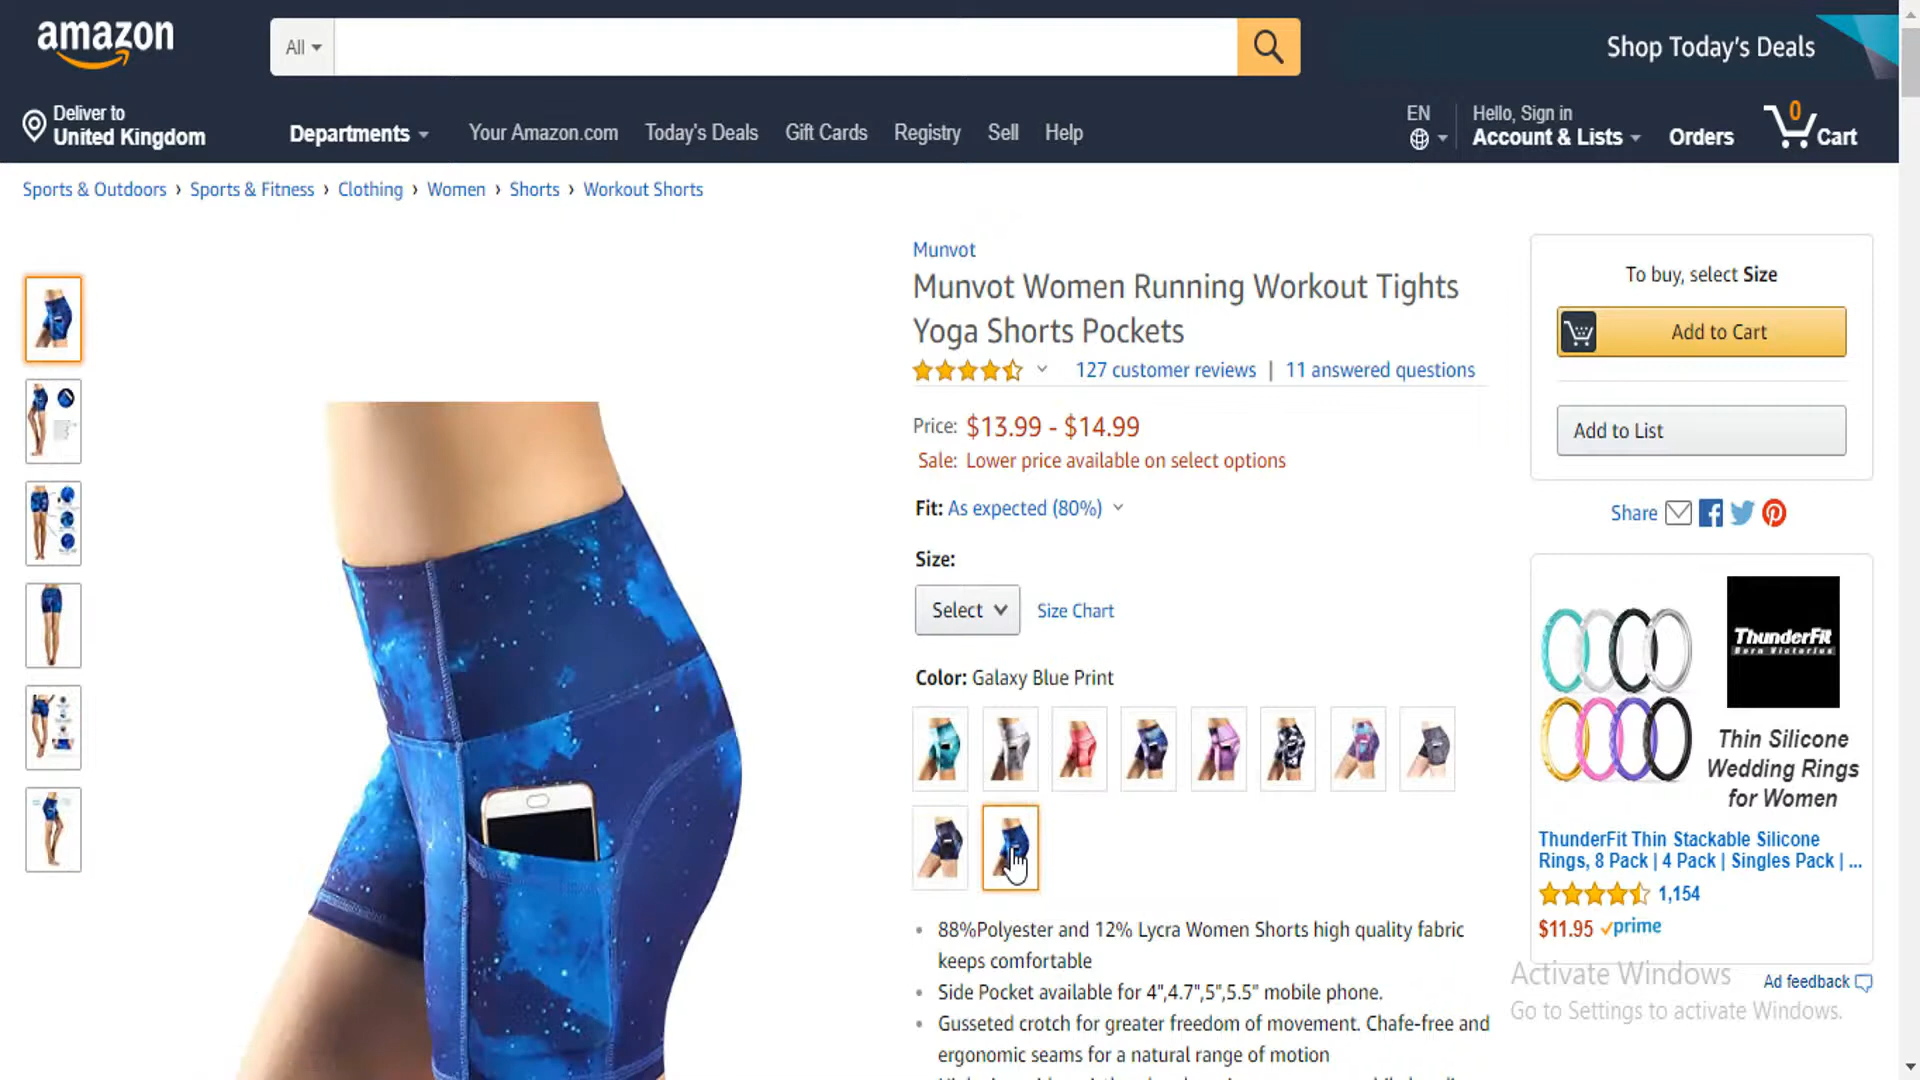 amazon
All
Shop Today's Deals
Deliver to
United Kingdom
Departments
Your Amazon.com
Today's Deals
Gift Cards
Registry
Sell
Help
EN
Hello, Sign in
Account & Lists
Orders
0
Cart
Sports & Outdoors › Sports & Fitness › Clothing › Women › Shorts › Workout Shorts
Munvot
Munvot Women Running Workout Tights
Yoga Shorts Pockets
127 customer reviews | 11 answered questions
Price: $13.99 - $14.99
Sale: Lower price available on select options
Fit: As expected (80%)
Size:
Select
Size Chart
Color: Galaxy Blue Print
88%Polyester and 12% Lycra Women Shorts high quality fabric
keeps comfortable
Side Pocket available for 4",4.7",5",5.5" mobile phone.
Gusseted crotch for greater freedom of movement. Chafe-free and
ergonomic seams for a natural range of motion
To buy, select Size
Add to Cart
Add to List
Share
ThunderFit
Born Victorius
Thin Silicone
Wedding Rings
for Women
ThunderFit Thin Stackable Silicone
Rings, 8 Pack | 4 Pack | Singles Pack | ...
1,154
$11.95 prime
Ad feedback
Activate Windows
Go to Settings to activate Windows.